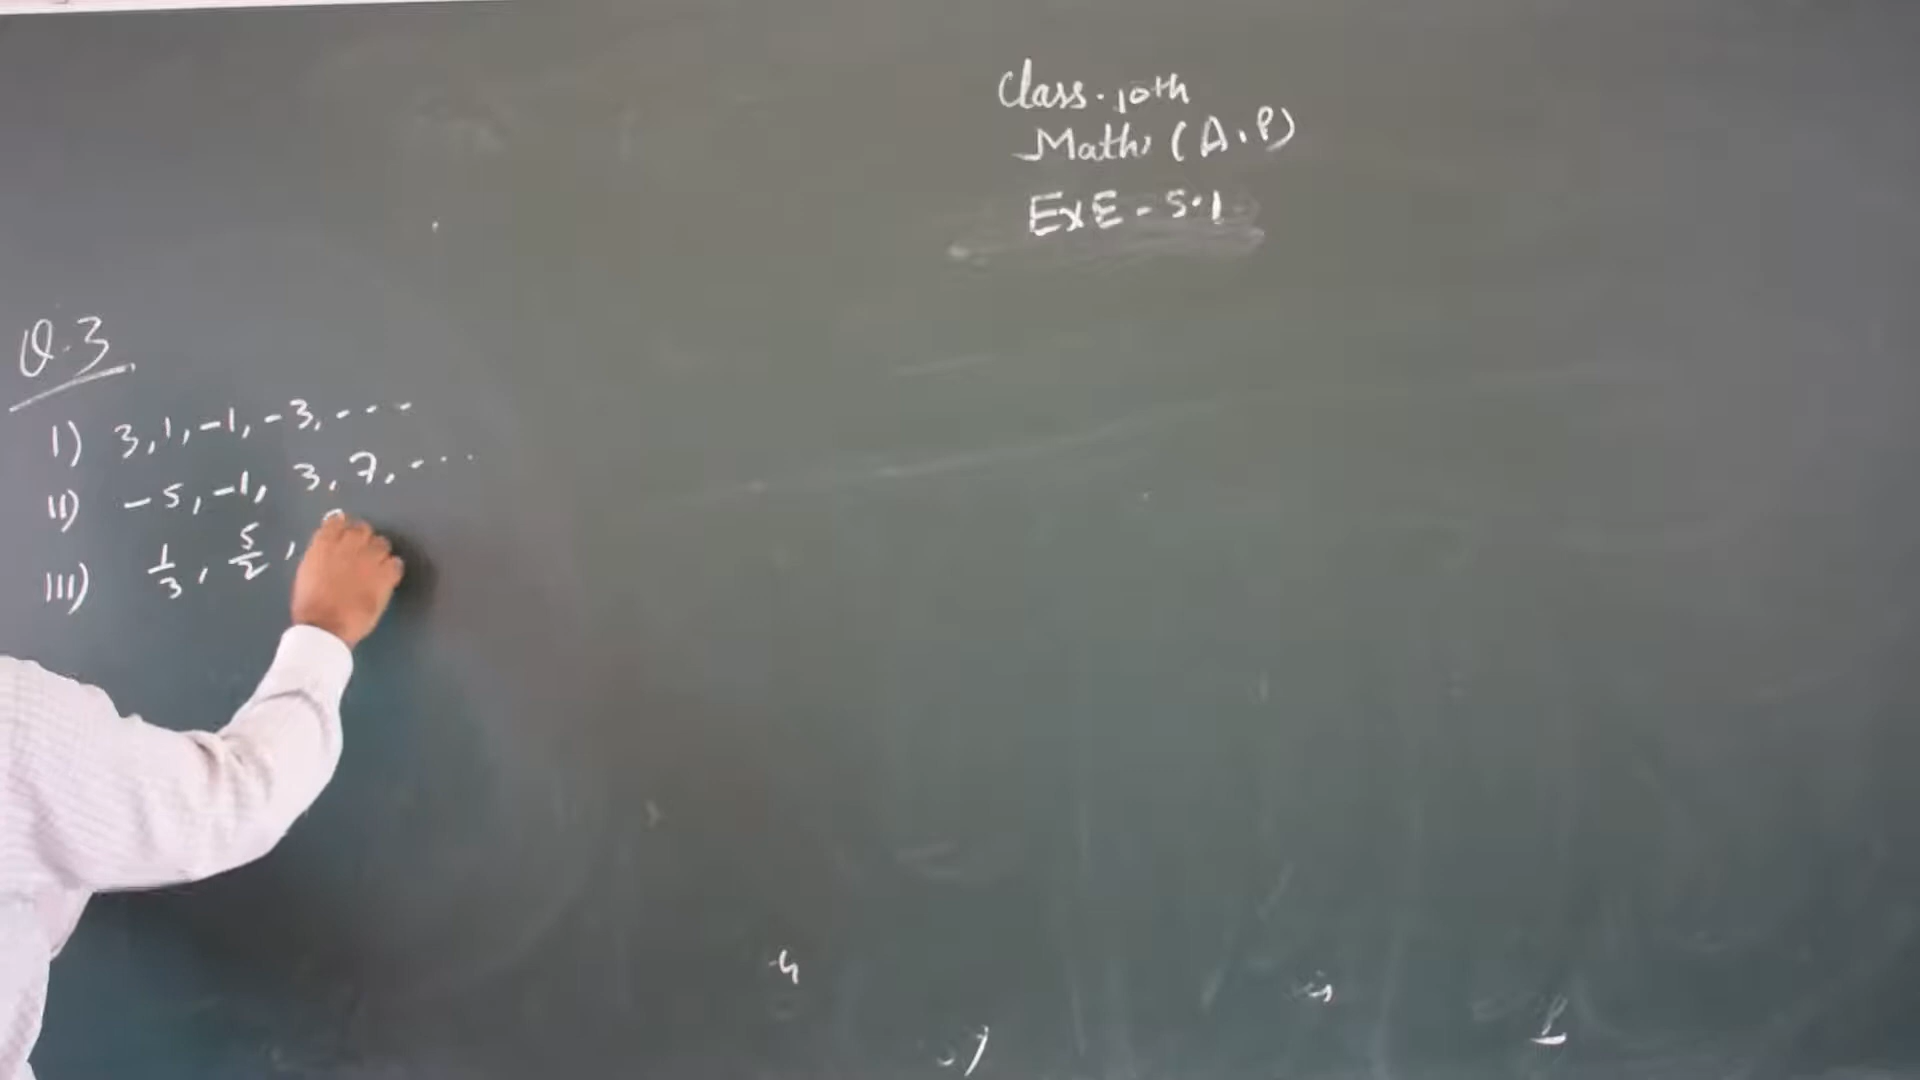 Class. 10th
Maths (A.P)
EXE - 5.1
Q.3
I) 3, 1, -1, -3, - - -
II) -5, -1, 3, 7, - - - 
III) 1/3, 5/2,